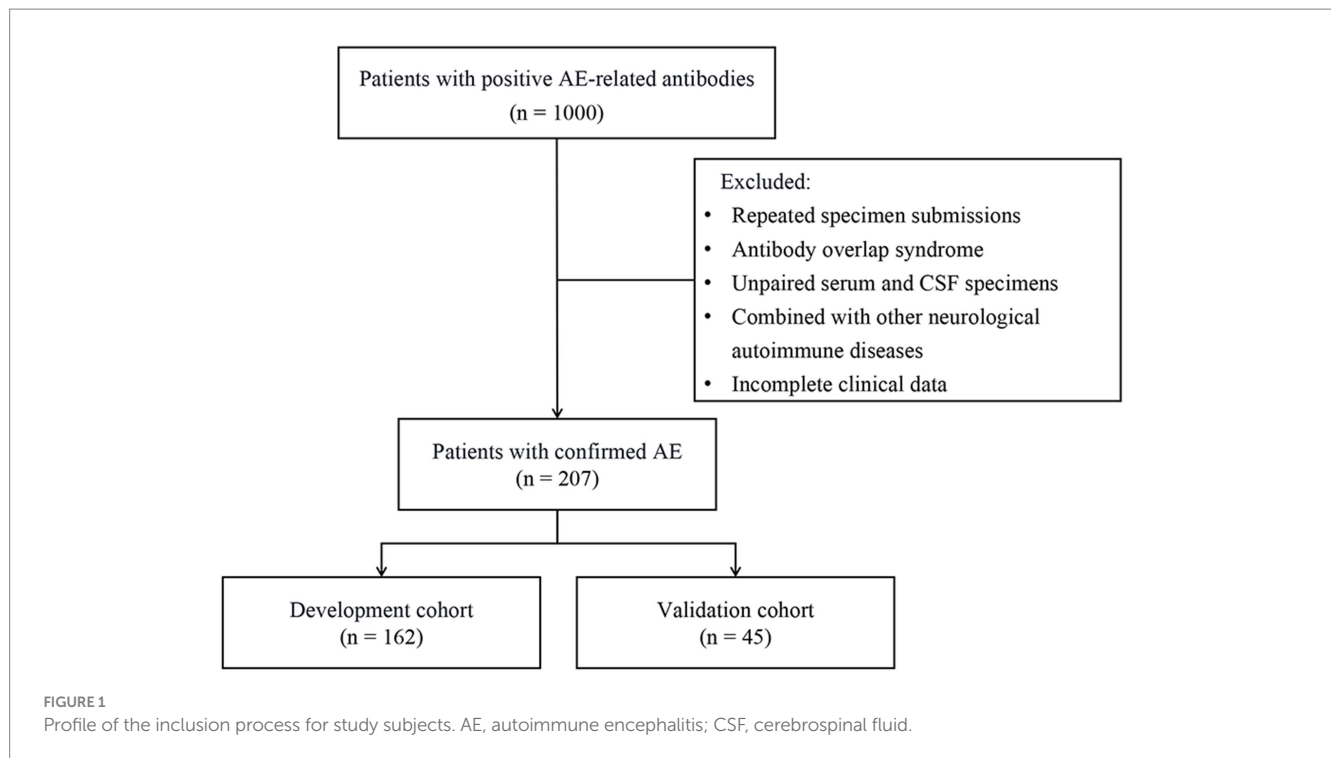 Patients with positive AE-related antibodies
(n = 1000)
Excluded:
• Repeated specimen submissions
• Antibody overlap syndrome
• Unpaired serum and CSF specimens
• Combined with other neurological
autoimmune diseases
• Incomplete clinical data
Patients with confirmed AE
(n = 207)
Development cohort
(n = 162)
Validation cohort
(n = 45)
FIGURE 1
Profile of the inclusion process for study subjects. AE, autoimmune encephalitis; CSF, cerebrospinal fluid.